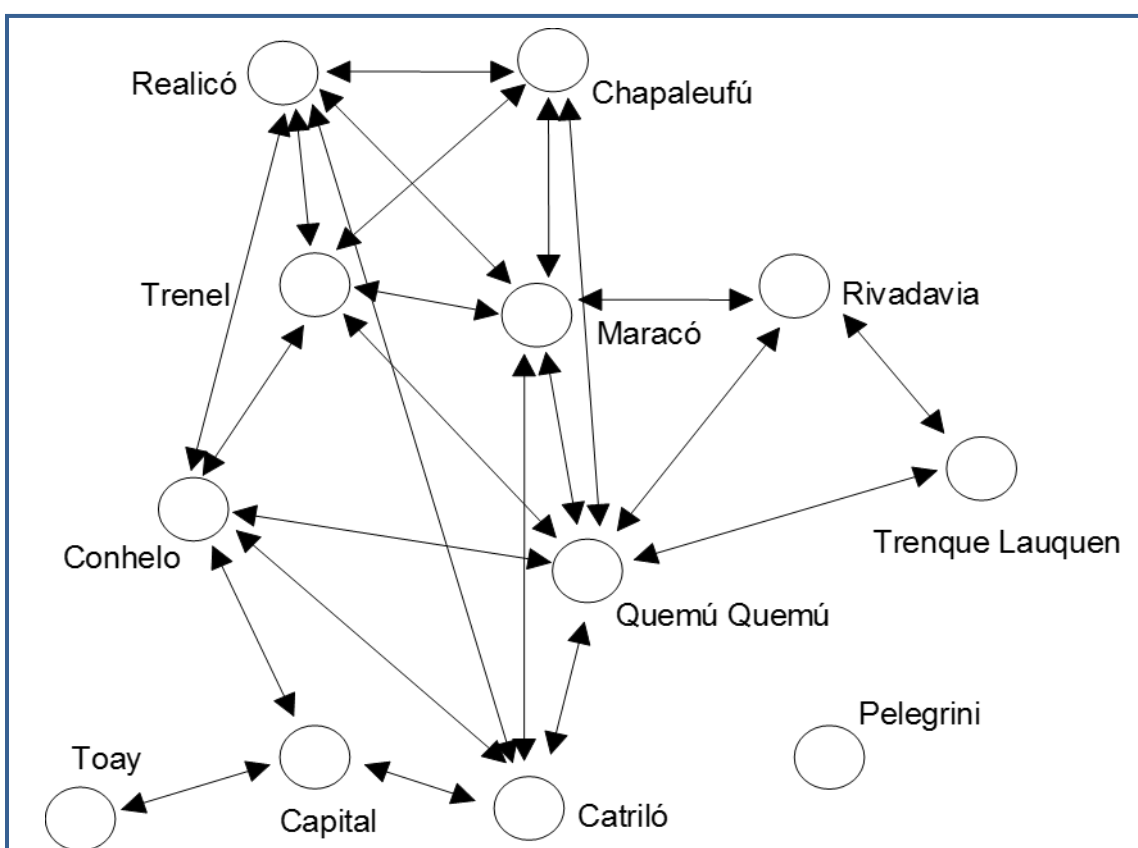 Realicó
Chapaleufú
Trenel
Maracó
Rivadavia
Conhelo
Trenque Lauquen
Quemú Quemú
Pelegrini
Toay
Capital
Catriló